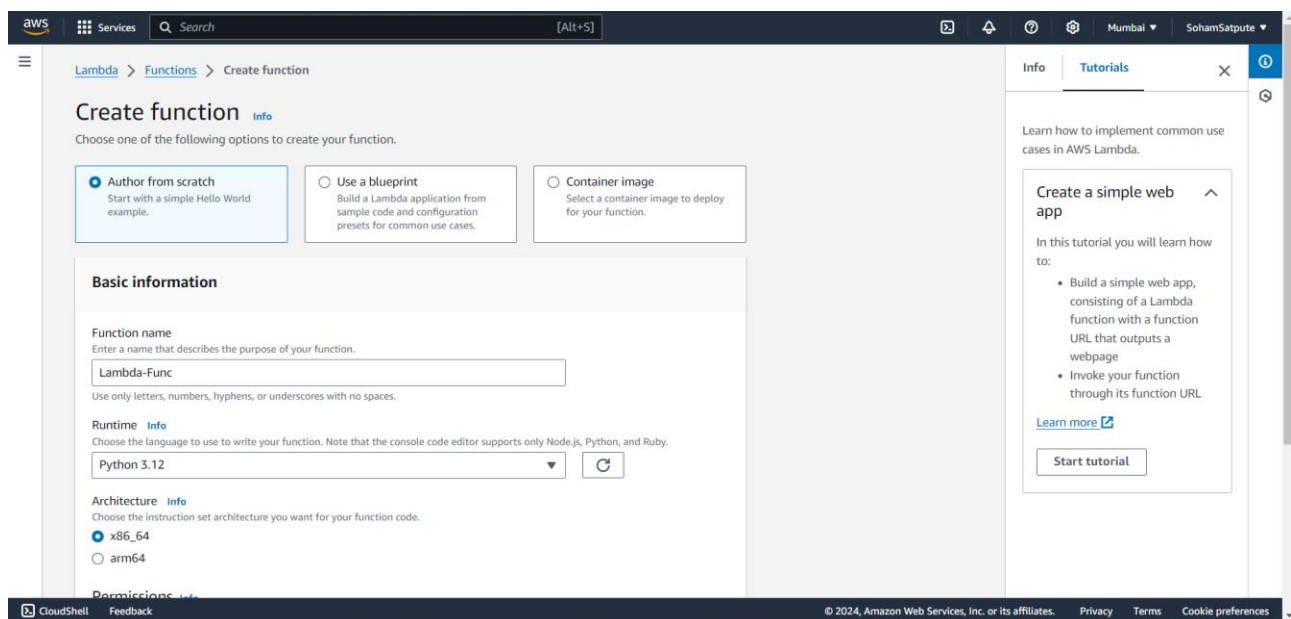 aws
Services
Search
[Alt+S]
Mumbai
SohamSatpute
Lambda > Functions > Create function
Create function Info
Choose one of the following options to create your function.
Author from scratch
Start with a simple Hello World
example.
Use a blueprint
Build a Lambda application from
sample code and configuration
presets for common use cases.
Container image
Select a container image to deploy
for your function.
Basic information
Function name
Enter a name that describes the purpose of your function.
Lambda-Func
Use only letters, numbers, hyphens, or underscores with no spaces.
Runtime Info
Choose the language to use to write your function. Note that the console code editor supports only Node.js, Python, and Ruby.
Python 3.12
Architecture Info
Choose the instruction set architecture you want for your function code.
x86_64
arm64
Permissions Info
Info
Tutorials
Learn how to implement common use
cases in AWS Lambda.
Create a simple web
app
In this tutorial you will learn how
to:
• Build a simple web app,
consisting of a Lambda
function with a function
URL that outputs a
webpage
• Invoke your function
through its function URL
Learn more
Start tutorial
CloudShell
Feedback
© 2024, Amazon Web Services, Inc. or its affiliates.
Privacy
Terms
Cookie preferences